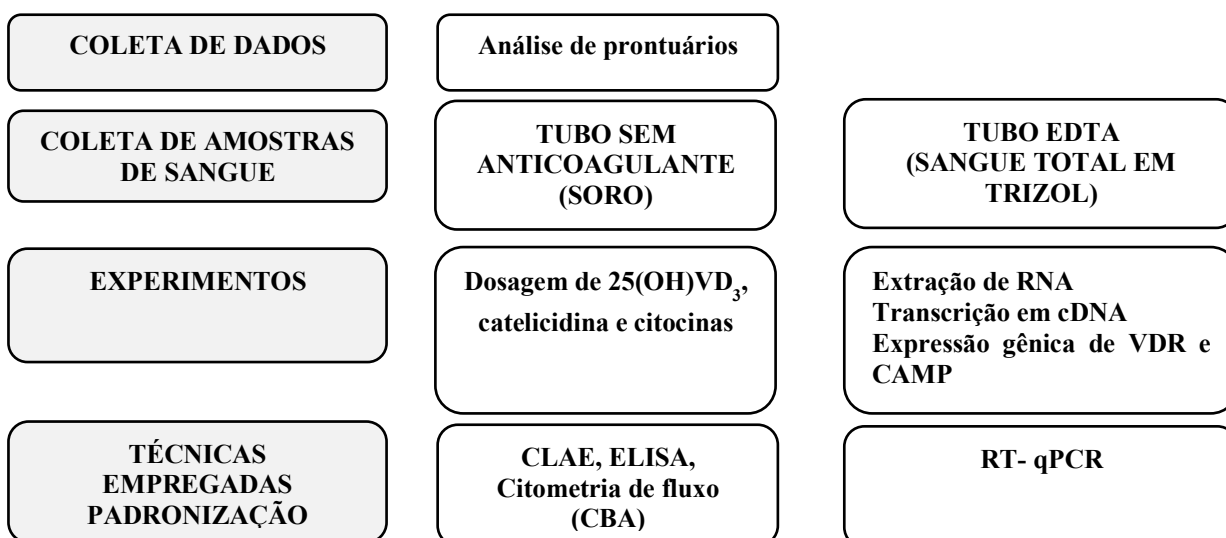 COLETA DE DADOS
Análise de prontuários
COLETA DE AMOSTRAS
DE SANGUE
TUBO SEM
ANTICOAGULANTE
(SORO)
TUBO EDTA
(SANGUE TOTAL EM
TRIZOL)
EXPERIMENTOS
Dosagem de 25(OH)VD₃,
catelicidina e citocinas
Extração de RNA
Transcrição em cDNA
Expressão gênica de VDR e
CAMP
TÉCNICAS
EMPREGADAS
PADRONIZAÇÃO
CLAE, ELISA,
Citometria de fluxo
(CBA)
RT- qPCR